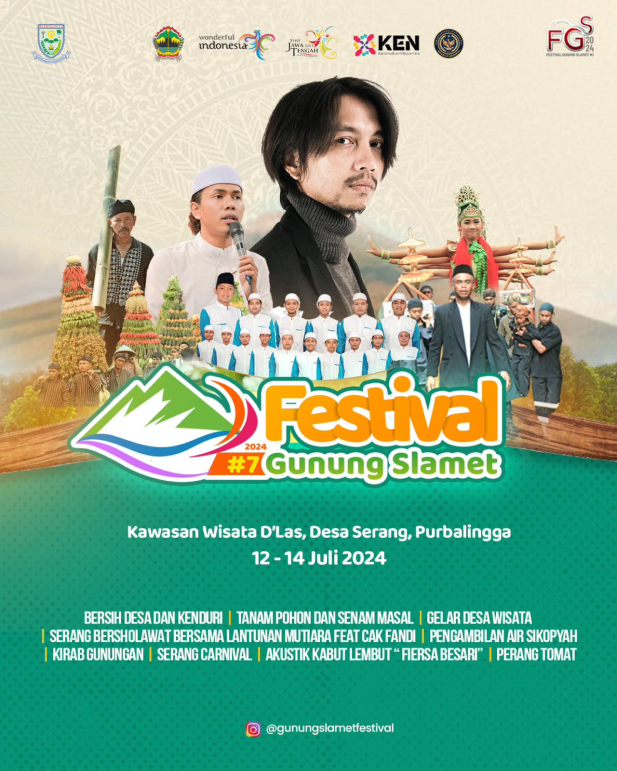 wonderful
indonesia
Visit
JAWA
TENGAH
KEN
FGS
2024
FESTIVAL GUNUNG SLAMET #7
Festival
2024
#7 Gunung Slamet
Kawasan Wisata D'Las, Desa Serang, Purbalingga
12 - 14 Juli 2024
BERSIH DESA DAN KENDURI | TANAM POHON DAN SENAM MASAL | GELAR DESA WISATA
| SERANG BERSHOLAWAT BERSAMA LANTUNAN MUTIARA FEAT CAK FANDI | PENGAMBILAN AIR SIKOPYAH
| KIRAB GUNUNGAN | SERANG CARNIVAL | AKUSTIK KABUT LEMBUT “ FIERSA BESARI” | PERANG TOMAT
@gunungslametfestival